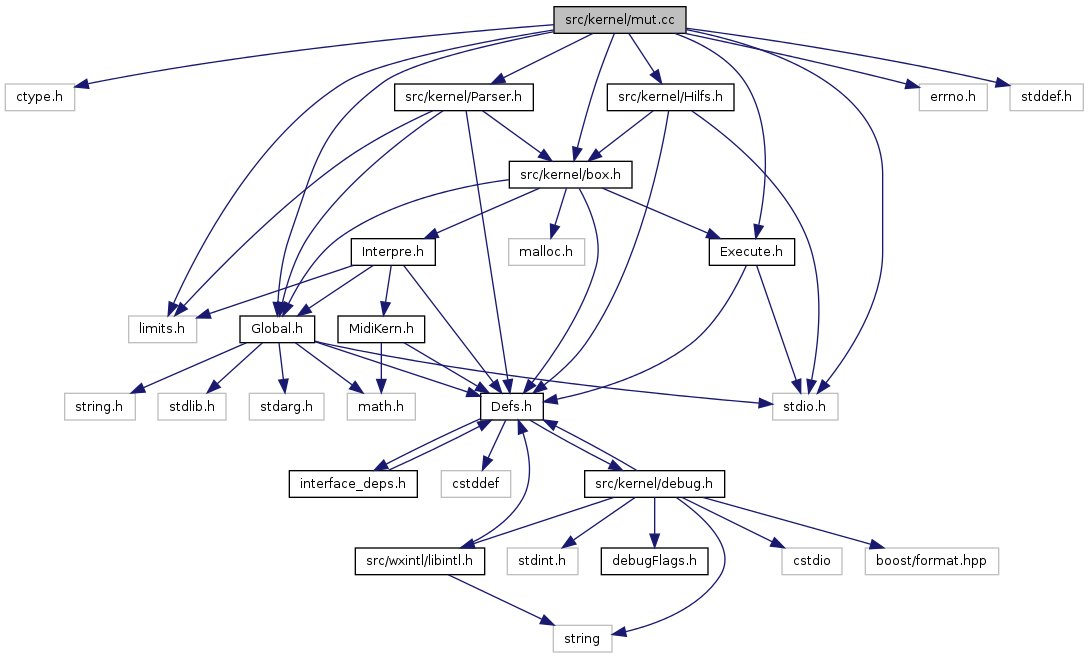 src/kernel/mut.cc
ctype.h
src/kernel/Parser.h
src/kernel/Hilfs.h
errno.h
stddef.h
src/kernel/box.h
Interpre.h
malloc.h
Execute.h
limits.h
Global.h
MidiKern.h
string.h
stdlib.h
stdarg.h
math.h
Defs.h
stdio.h
interface_deps.h
cstddef
src/kernel/debug.h
src/wxintl/libintl.h
stdint.h
debugFlags.h
cstdio
boost/format.hpp
string